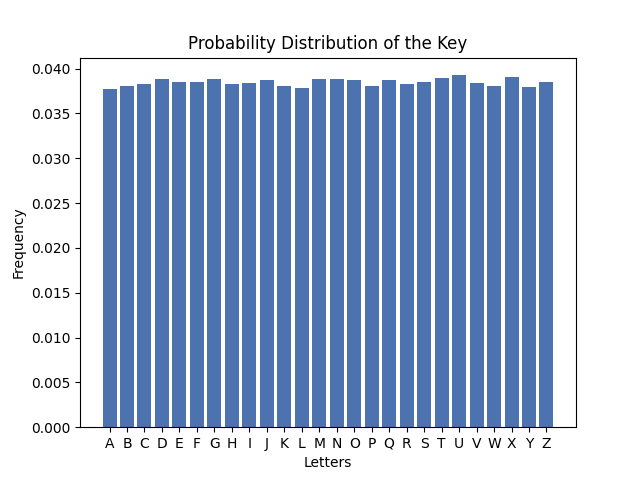 Probability Distribution of the Key
0.040
0.035
0.030
0.025
0.020
0.015
0.010
0.005
0.000
Frequency
A B C D E F G H I J K L M N O P Q R S T U V W X Y Z
Letters